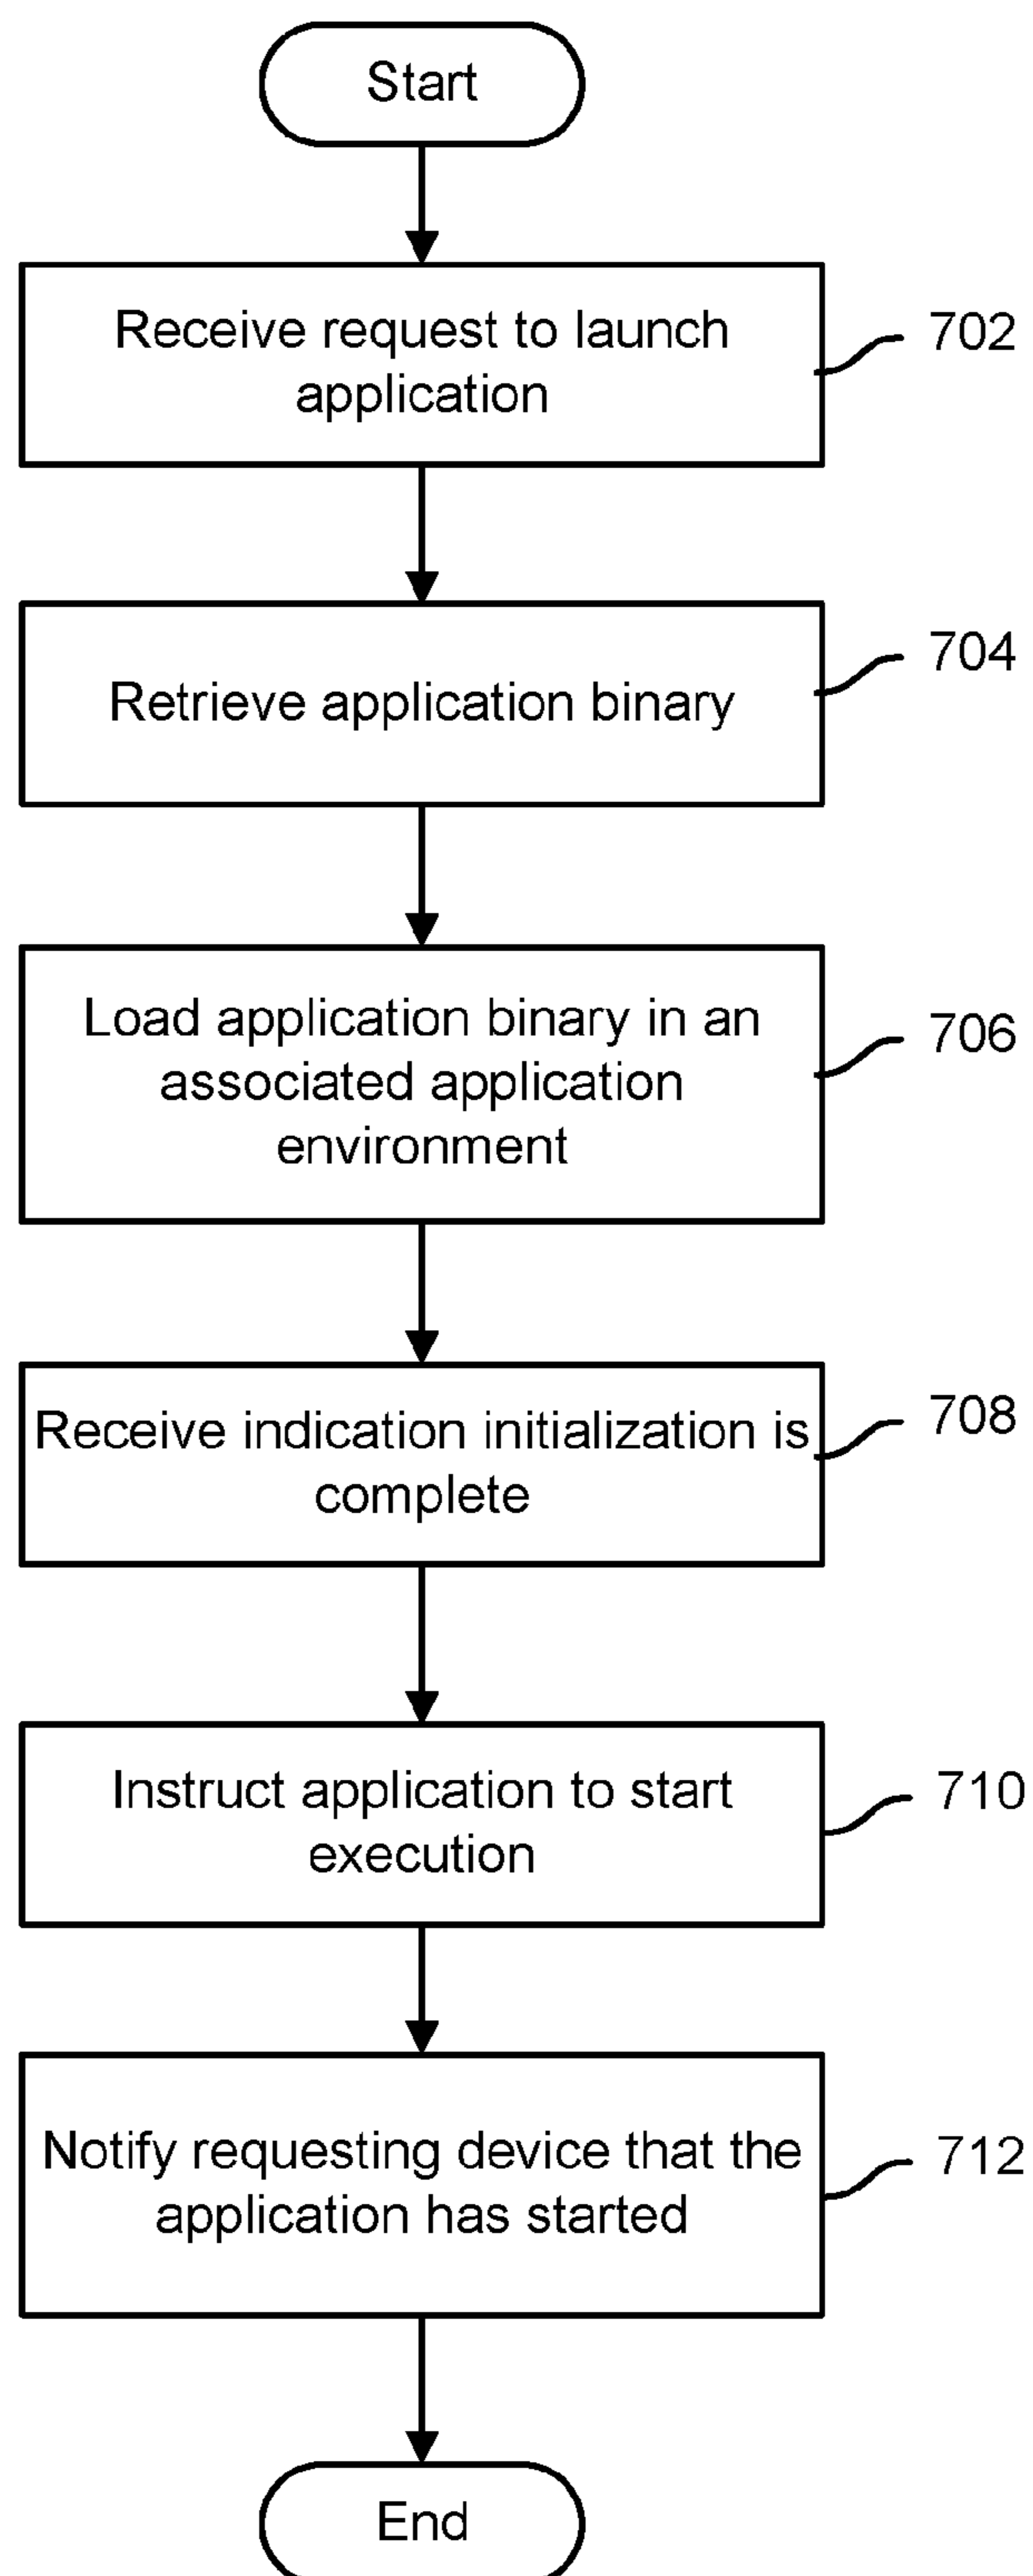 Start
Receive request to launch
application
702
Retrieve application binary
704
Load application binary in an
associated application
environment
706
Receive indication initialization is
complete
708
Instruct application to start
execution
710
Notify requesting device that the
application has started
712
End